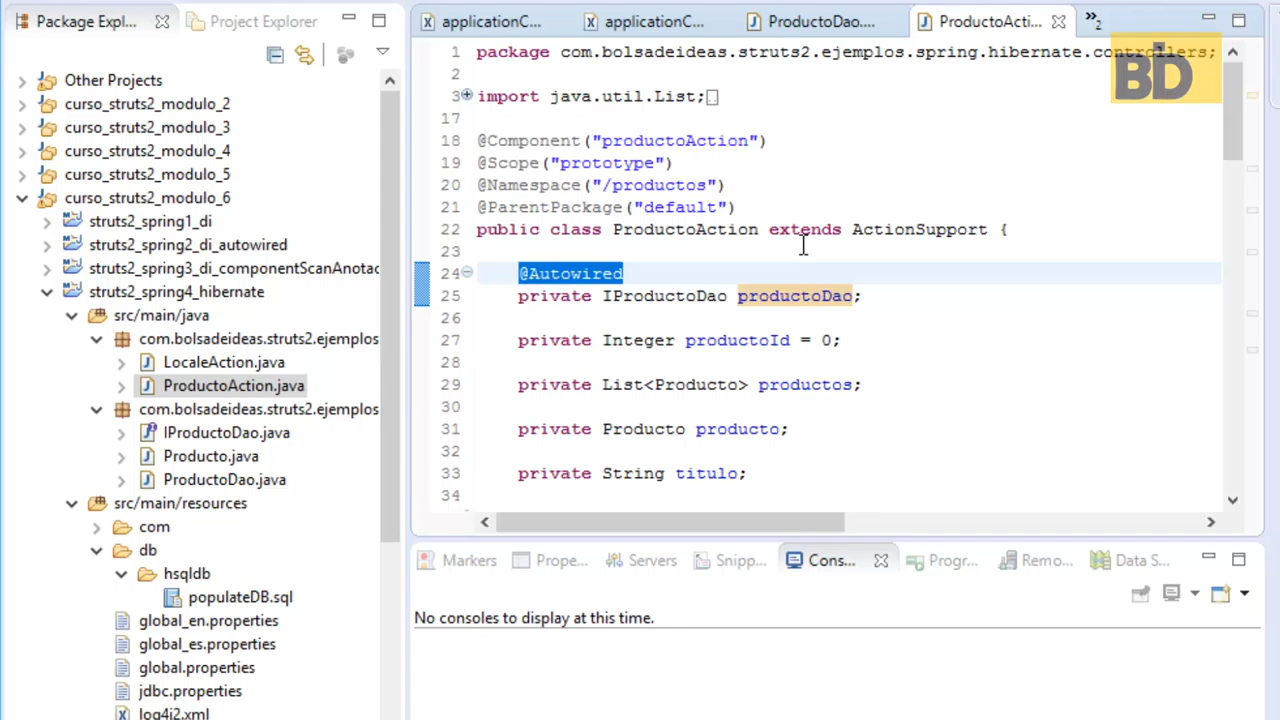 Package Expl...
Project Explorer
applicationC...
applicationC...
ProductoDao....
ProductoActi...
»2
Other Projects
curso_struts2_modulo_2
curso_struts2_modulo_3
curso_struts2_modulo_4
curso_struts2_modulo_5
curso_struts2_modulo_6
struts2_spring1_di
struts2_spring2_di_autowired
struts2_spring3_di_componentScanAnotac
struts2_spring4_hibernate
src/main/java
com.bolsadeideas.struts2.ejemplos
LocaleAction.java
ProductoAction.java
com.bolsadeideas.struts2.ejemplos
IProductoDao.java
Producto.java
ProductoDao.java
src/main/resources
com
db
hsqldb
populateDB.sql
global_en.properties
global_es.properties
global.properties
jdbc.properties
log4j2.xml
1 package com.bolsadeideas.struts2.ejemplos.spring.hibernate.controllers;
2
3 import java.util.List;
17
18 @Component("productoAction")
19 @Scope("prototype")
20 @Namespace("/productos")
21 @ParentPackage("default")
22 public class ProductoAction extends ActionSupport {
23
24 @Autowired
25 private IProductoDao productoDao;
26
27 private Integer productoId = 0;
28
29 private List<Producto> productos;
30
31 private Producto producto;
32
33 private String titulo;
34
BD
Markers
Prope...
Servers
Snipp...
Cons...
Progr...
Remo...
Data S...
No consoles to display at this time.